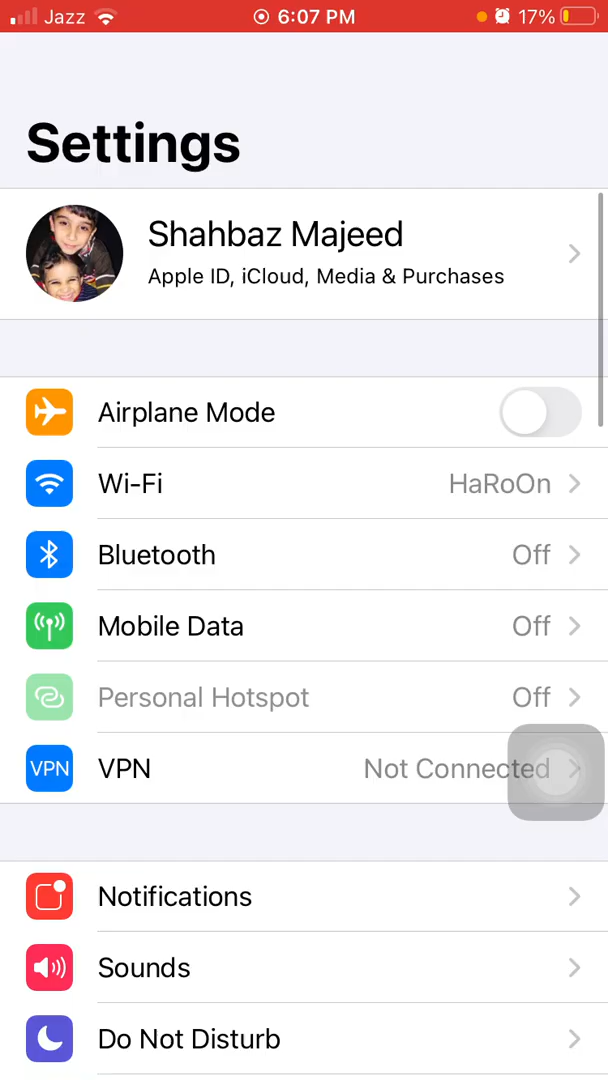 Jazz 6:07 PM 17%
Settings
Shahbaz Majeed
Apple ID, iCloud, Media & Purchases
Airplane Mode
Wi-Fi HaRoOn
Bluetooth Off
Mobile Data Off
Personal Hotspot Off
VPN VPN Not Connected
Notifications
Sounds
Do Not Disturb